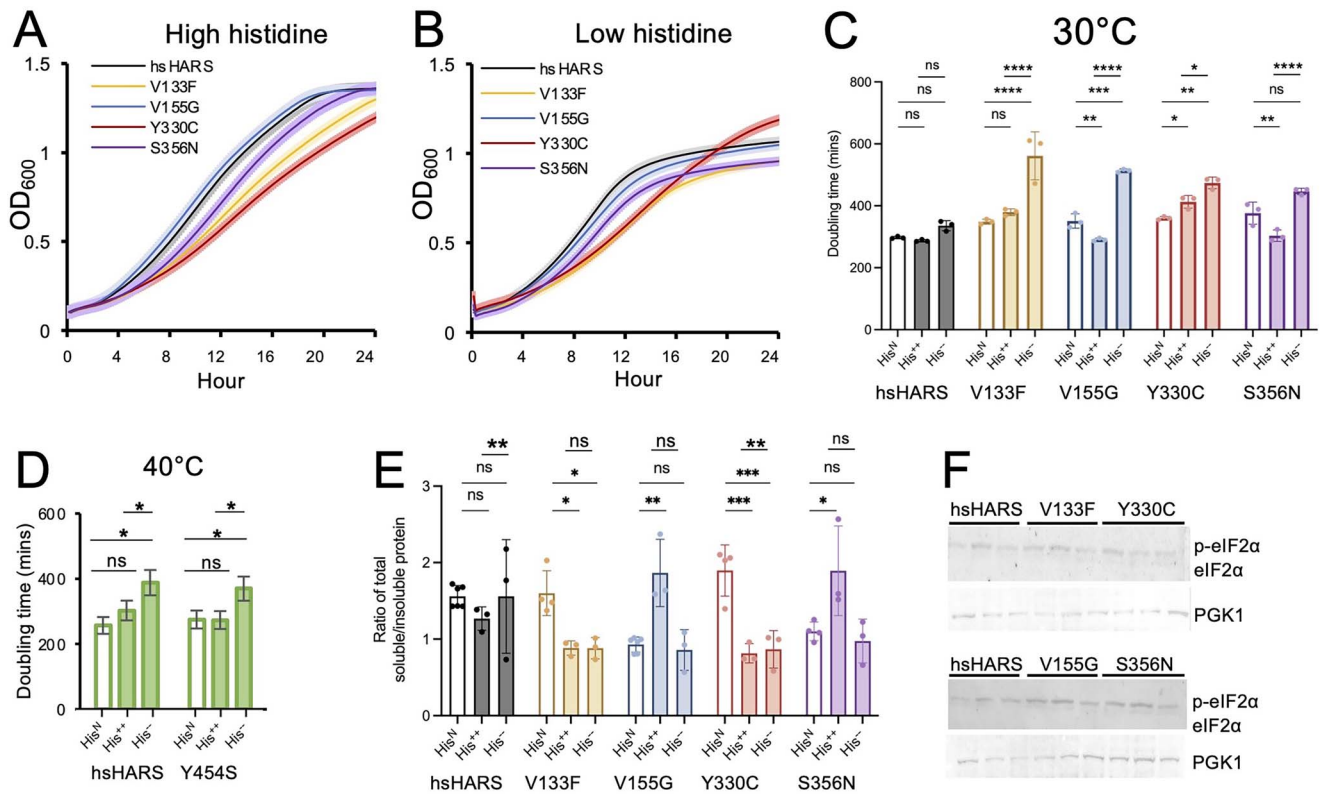 A
High histidine
1.5
1
0.5
0
OD600
hsHARS
V133F
V155G
Y330C
S356N
0 4 8 12 16 20 24
Hour
B
Low histidine
1.5
1
0.5
0
OD600
hsHARS
V133F
V155G
Y330C
S356N
0 4 8 12 16 20 24
Hour
C
30°C
Doubling time (mins)
800
600
400
200
0
ns
ns
ns
****
****
ns
****
***
**
*
**
*
****
ns
**
HisN His++ His-- HisN His++ His-- HisN His++ His-- HisN His++ His-- HisN His++ His--
hsHARS V133F V155G Y330C S356N
D
40°C
Doubling time (mins)
600
400
200
0
*
*
ns
*
*
ns
HisN His++ His-- HisN His++ His--
hsHARS Y454S
E
Ratio of total
soluble/insoluble protein
3
2
1
0
**
ns
ns
ns
*
*
ns
ns
**
**
***
***
ns
ns
*
HisN His++ His-- HisN His++ His-- HisN His++ His-- HisN His++ His-- HisN His++ His--
hsHARS V133F V155G Y330C S356N
F
hsHARS V133F Y330C
p-eIF2α
eIF2α
PGK1
hsHARS V155G S356N
p-eIF2α
eIF2α
PGK1